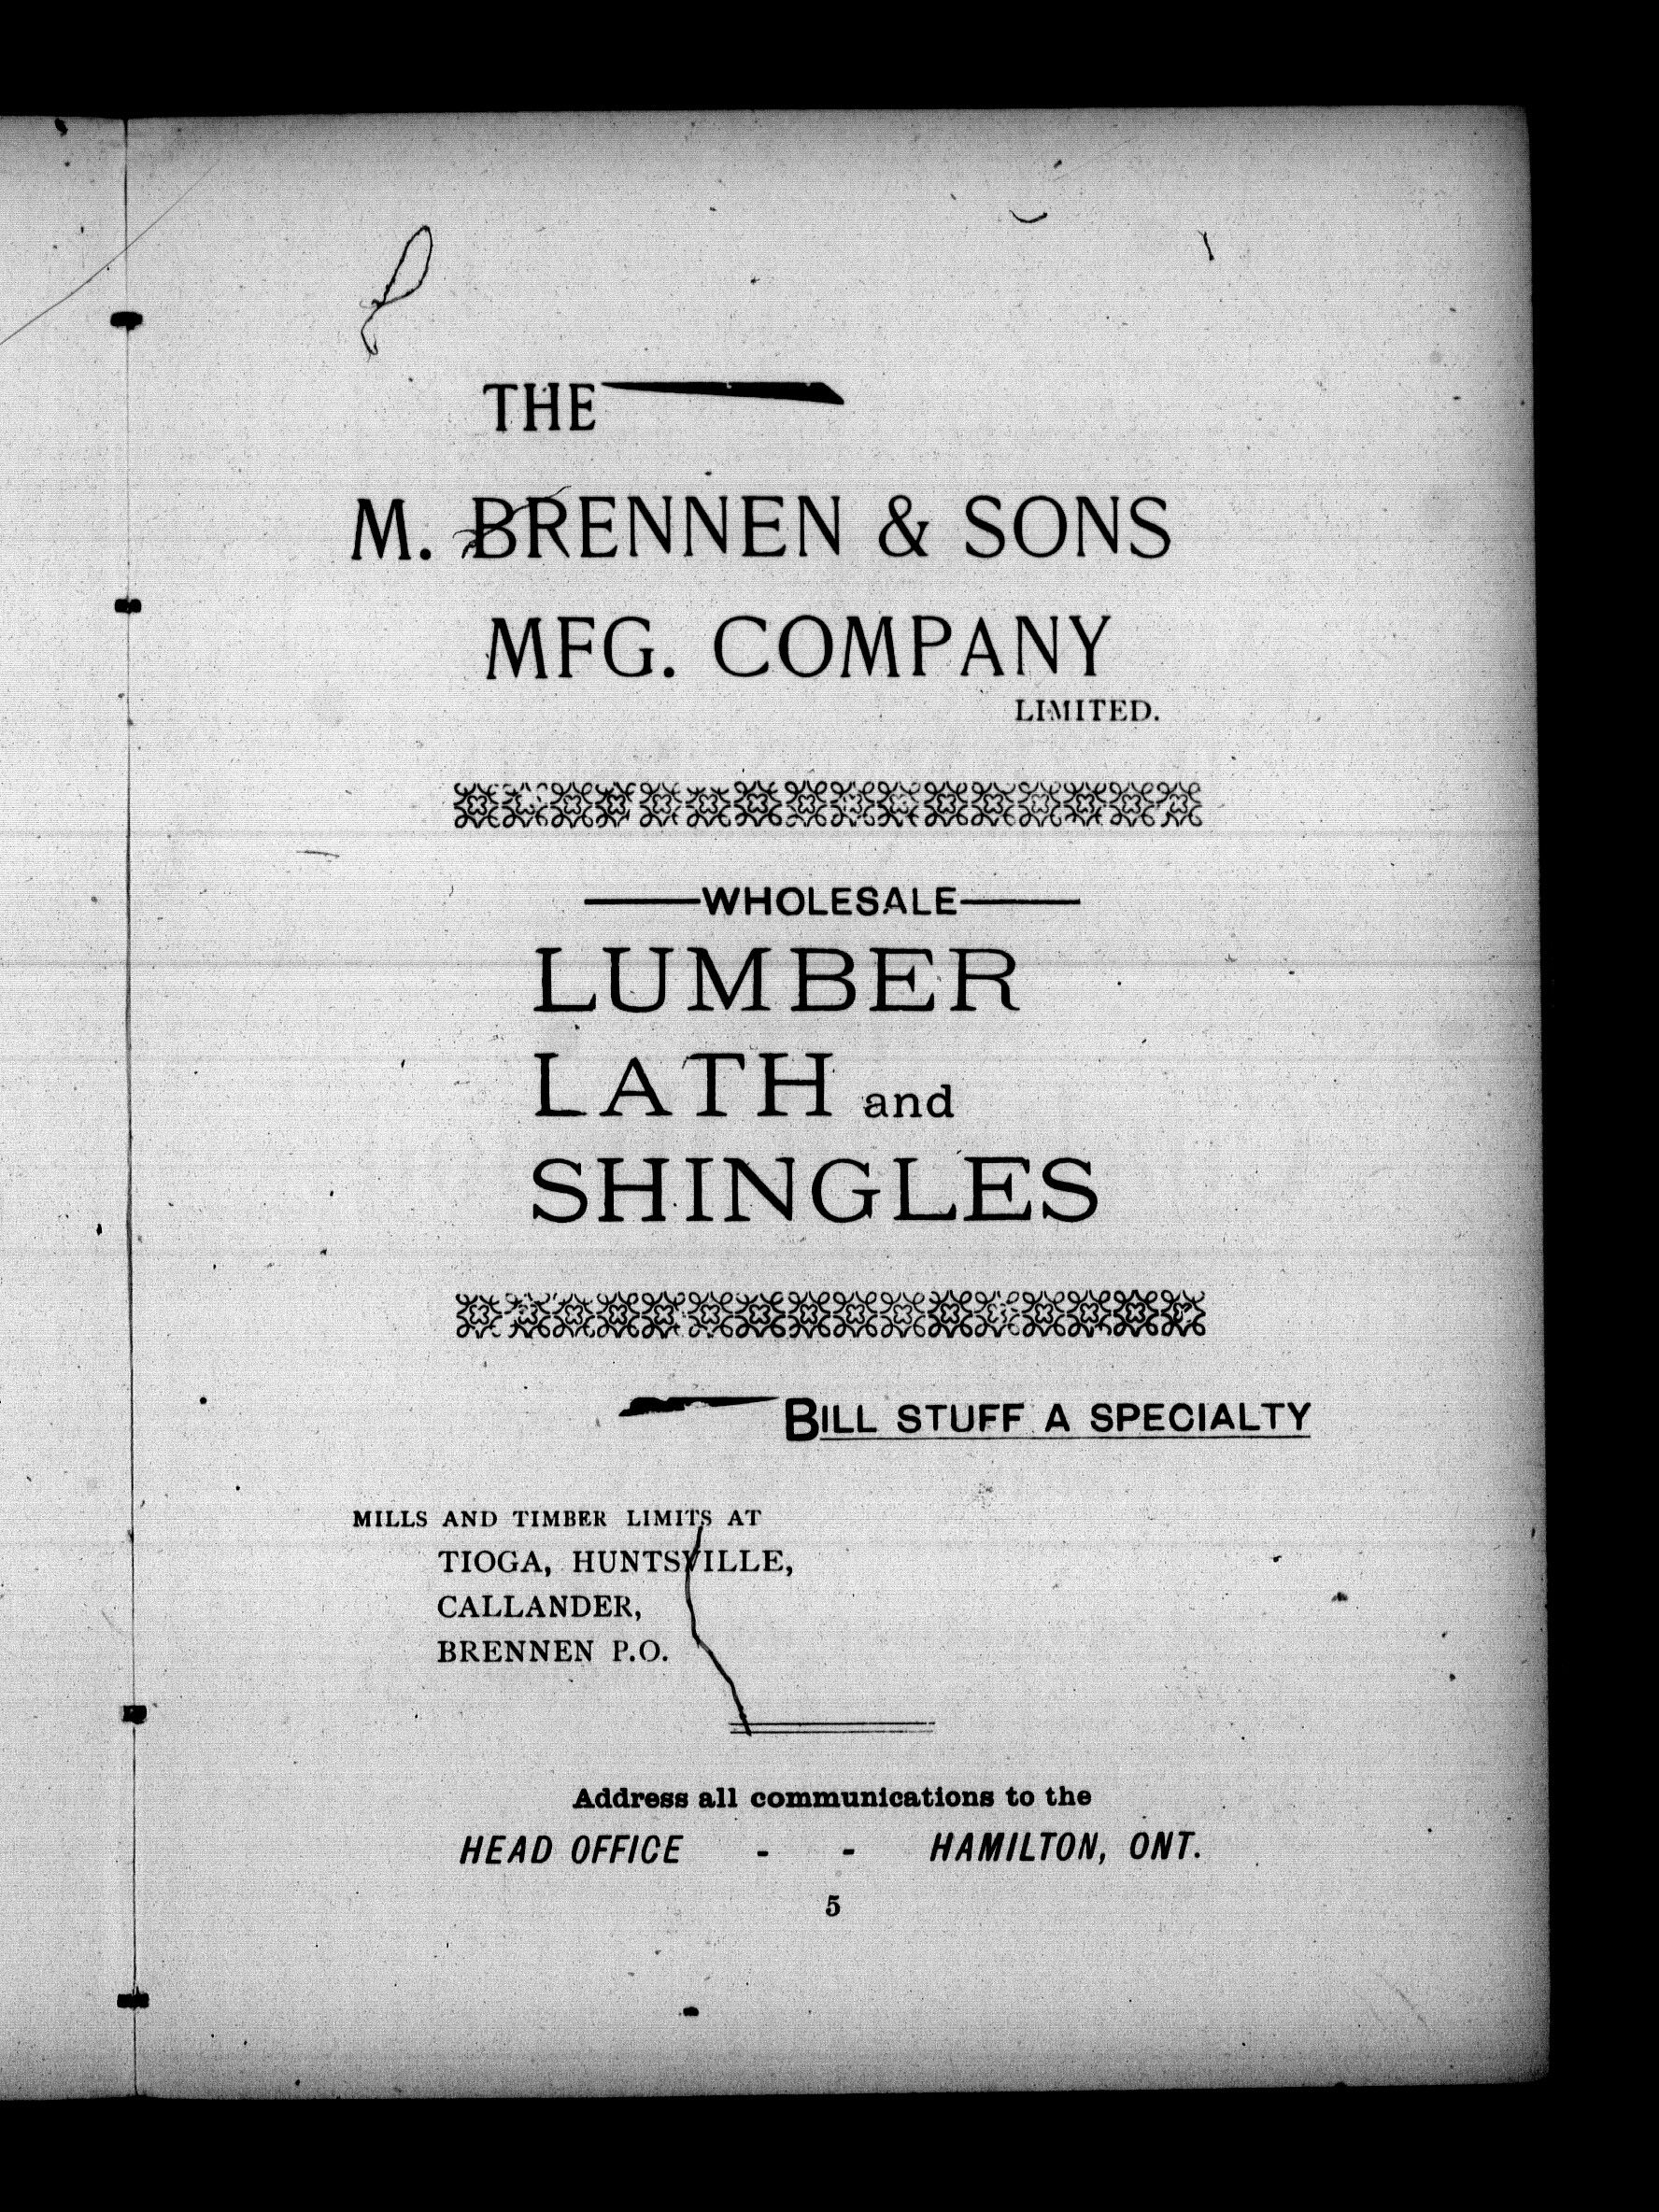 THE
M. BRENNEN & SONS
MFG. COMPANY
LIMITED.
WHOLESALE
LUMBER
LATH and
SHINGLES
BILL STUFF A SPECIALTY
MILLS AND TIMBER LIMITS AT
TIOGA, HUNTSVILLE,
CALLANDER,
BRENNEN P.O.
Address all communications to the
HEAD OFFICE - - HAMILTON, ONT.
5